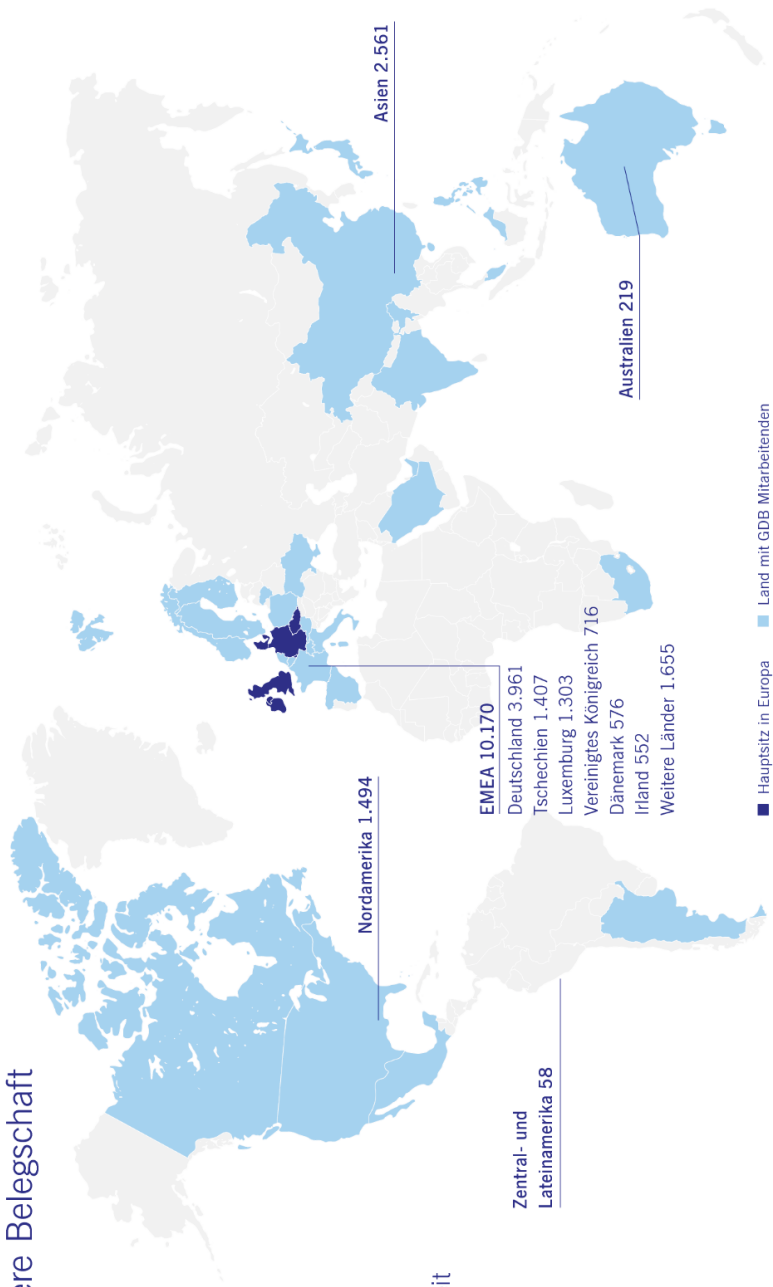 re Belegschaft
it
Nordamerika 1.494
Zentral- und
Lateinamerika 58
EMEA 10.170
Deutschland 3.961
Tschechien 1.407
Luxemburg 1.303
Vereinigtes Königreich 716
Dänemark 576
Irland 552
Weitere Länder 1.655
Asien 2.561
Australien 219
Hauptsitz in Europa
Land mit GDB Mitarbeitenden